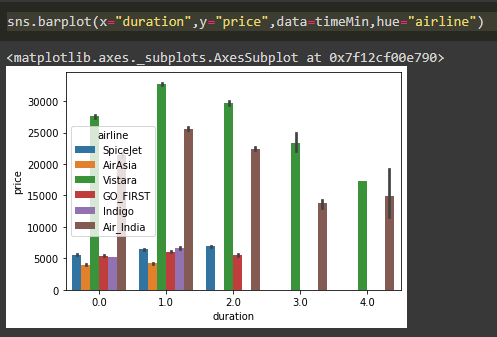 sns.barplot(x="duration",y="price",data=timeMin,hue="airline")
<matplotlib.axes._subplots.AxesSubplot at 0x7f12cf00e790>
30000
25000
20000
15000
10000
5000
0
price
airline
SpiceJet
AirAsia
Vistara
GO_FIRST
Indigo
Air_India
0.0 1.0 2.0 3.0 4.0
duration